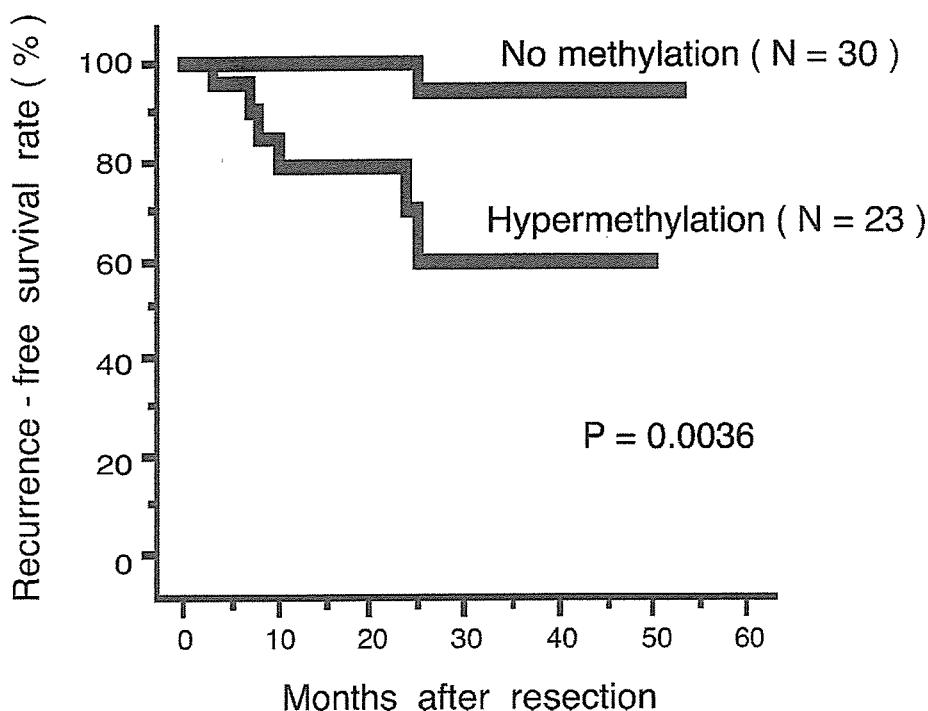 Recurrence - free survival rate ( % )
100
80
60
40
20
0
No methylation ( N = 30 )
Hypermethylation ( N = 23 )
P = 0.0036
0 10 20 30 40 50 60
Months after resection